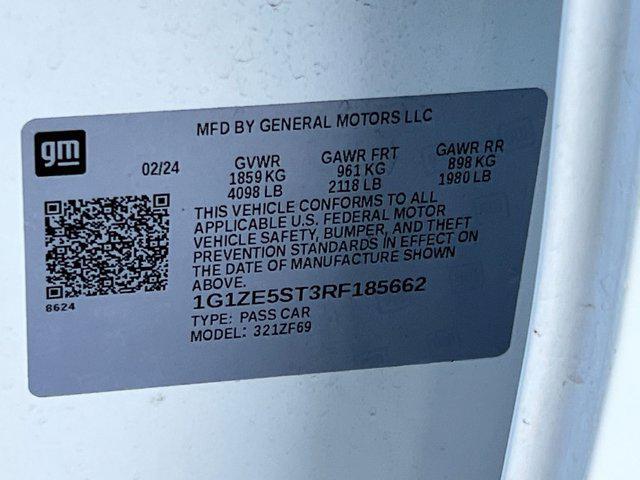 MFD BY GENERAL MOTORS LLC
gm
02/24 GVWR GAWR FRT GAWR RR
1859 KG 961 KG 898 KG
4098 LB 2118 LB 1980 LB
THIS VEHICLE CONFORMS TO ALL
APPLICABLE U.S. FEDERAL MOTOR
VEHICLE SAFETY, BUMPER, AND THEFT
PREVENTION STANDARDS IN EFFECT ON
THE DATE OF MANUFACTURE SHOWN
ABOVE.
1G1ZE5ST3RF185662
8624
TYPE: PASS CAR
MODEL: 321ZF69